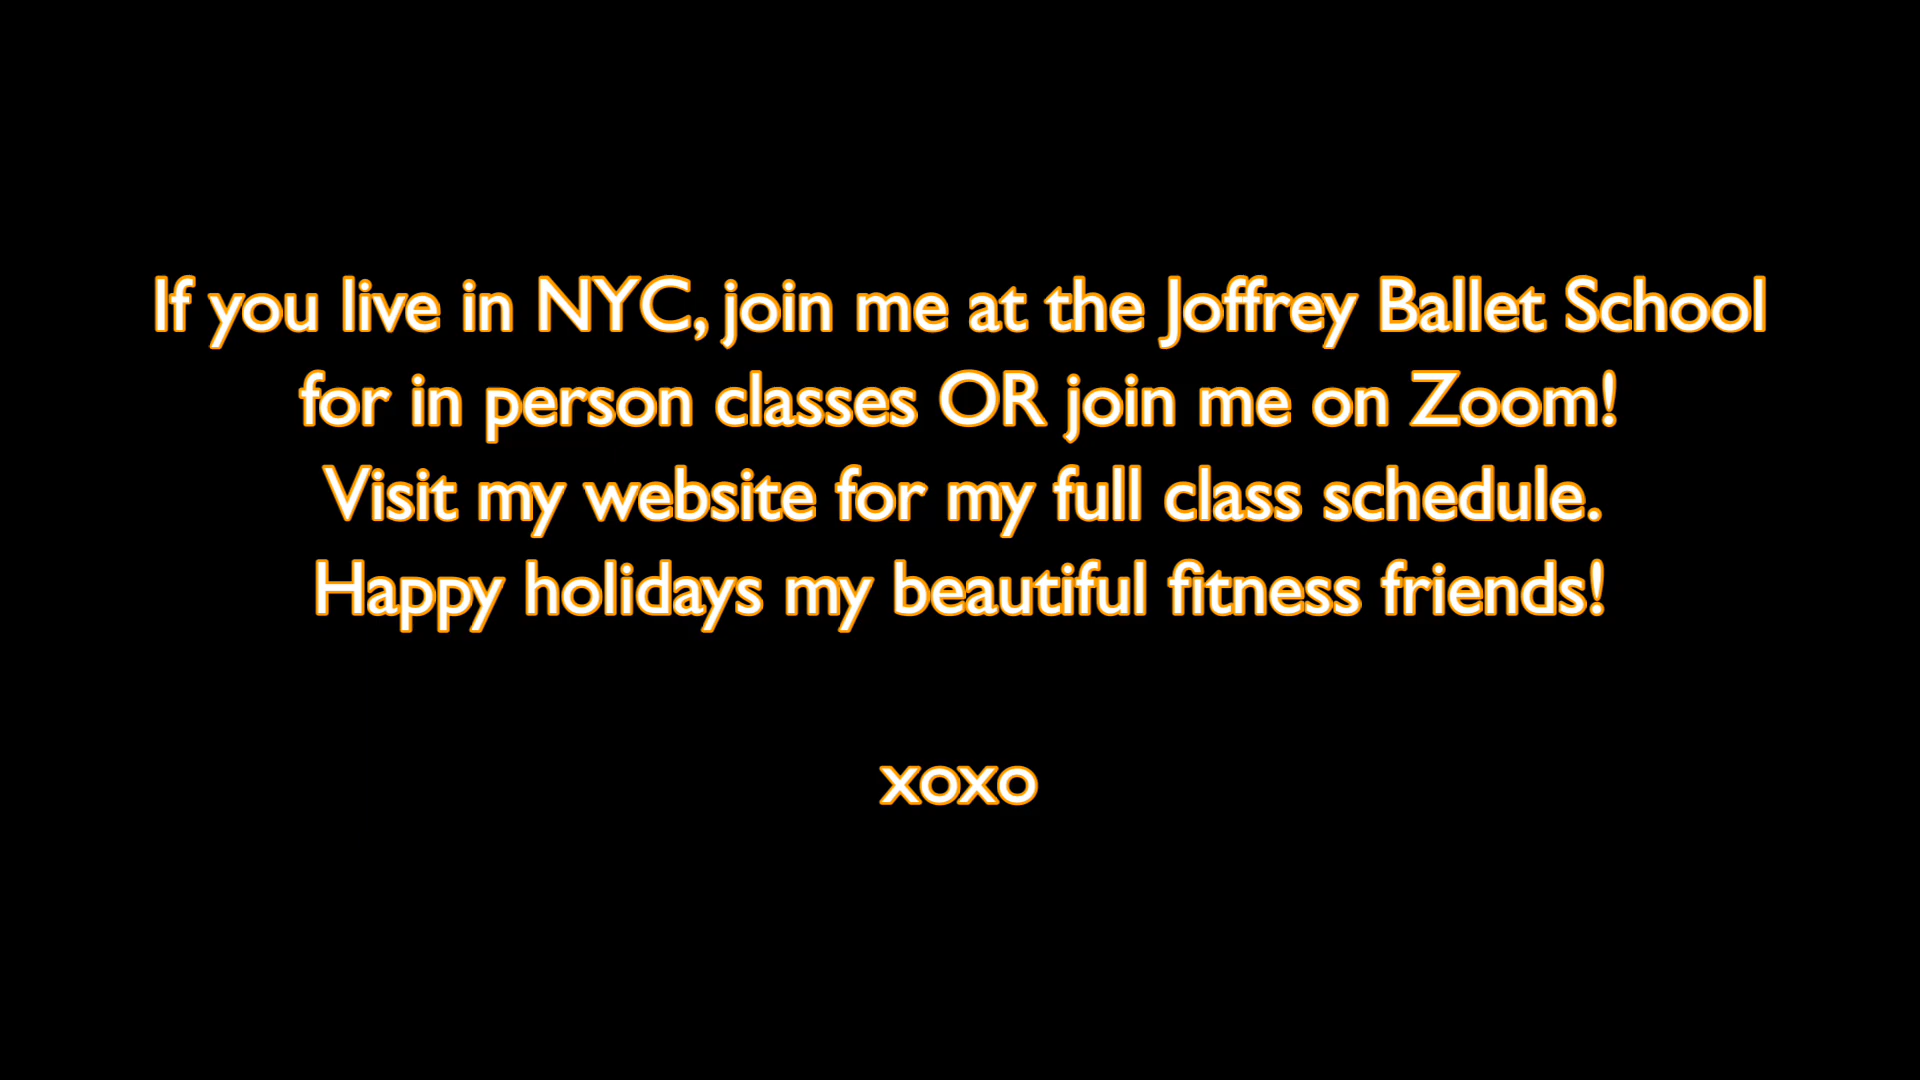 If you live in NYC, join me at the Joffrey Ballet School
for in person classes OR join me on Zoom!
Visit my website for my full class schedule.
Happy holidays my beautiful fitness friends!
xoxo